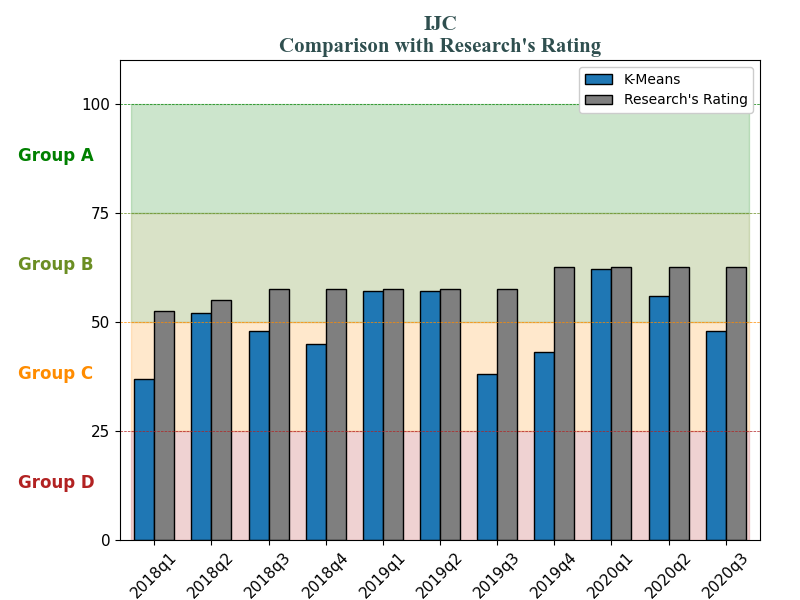 IJC
Comparison with Research's Rating
K-Means
Research's Rating
100
Group A
75
Group B
50
Group C
25
Group D
0
2018q1 2018q2 2018q3 2018q4 2019q1 2019q2 2019q3 2019q4 2020q1 2020q2 2020q3